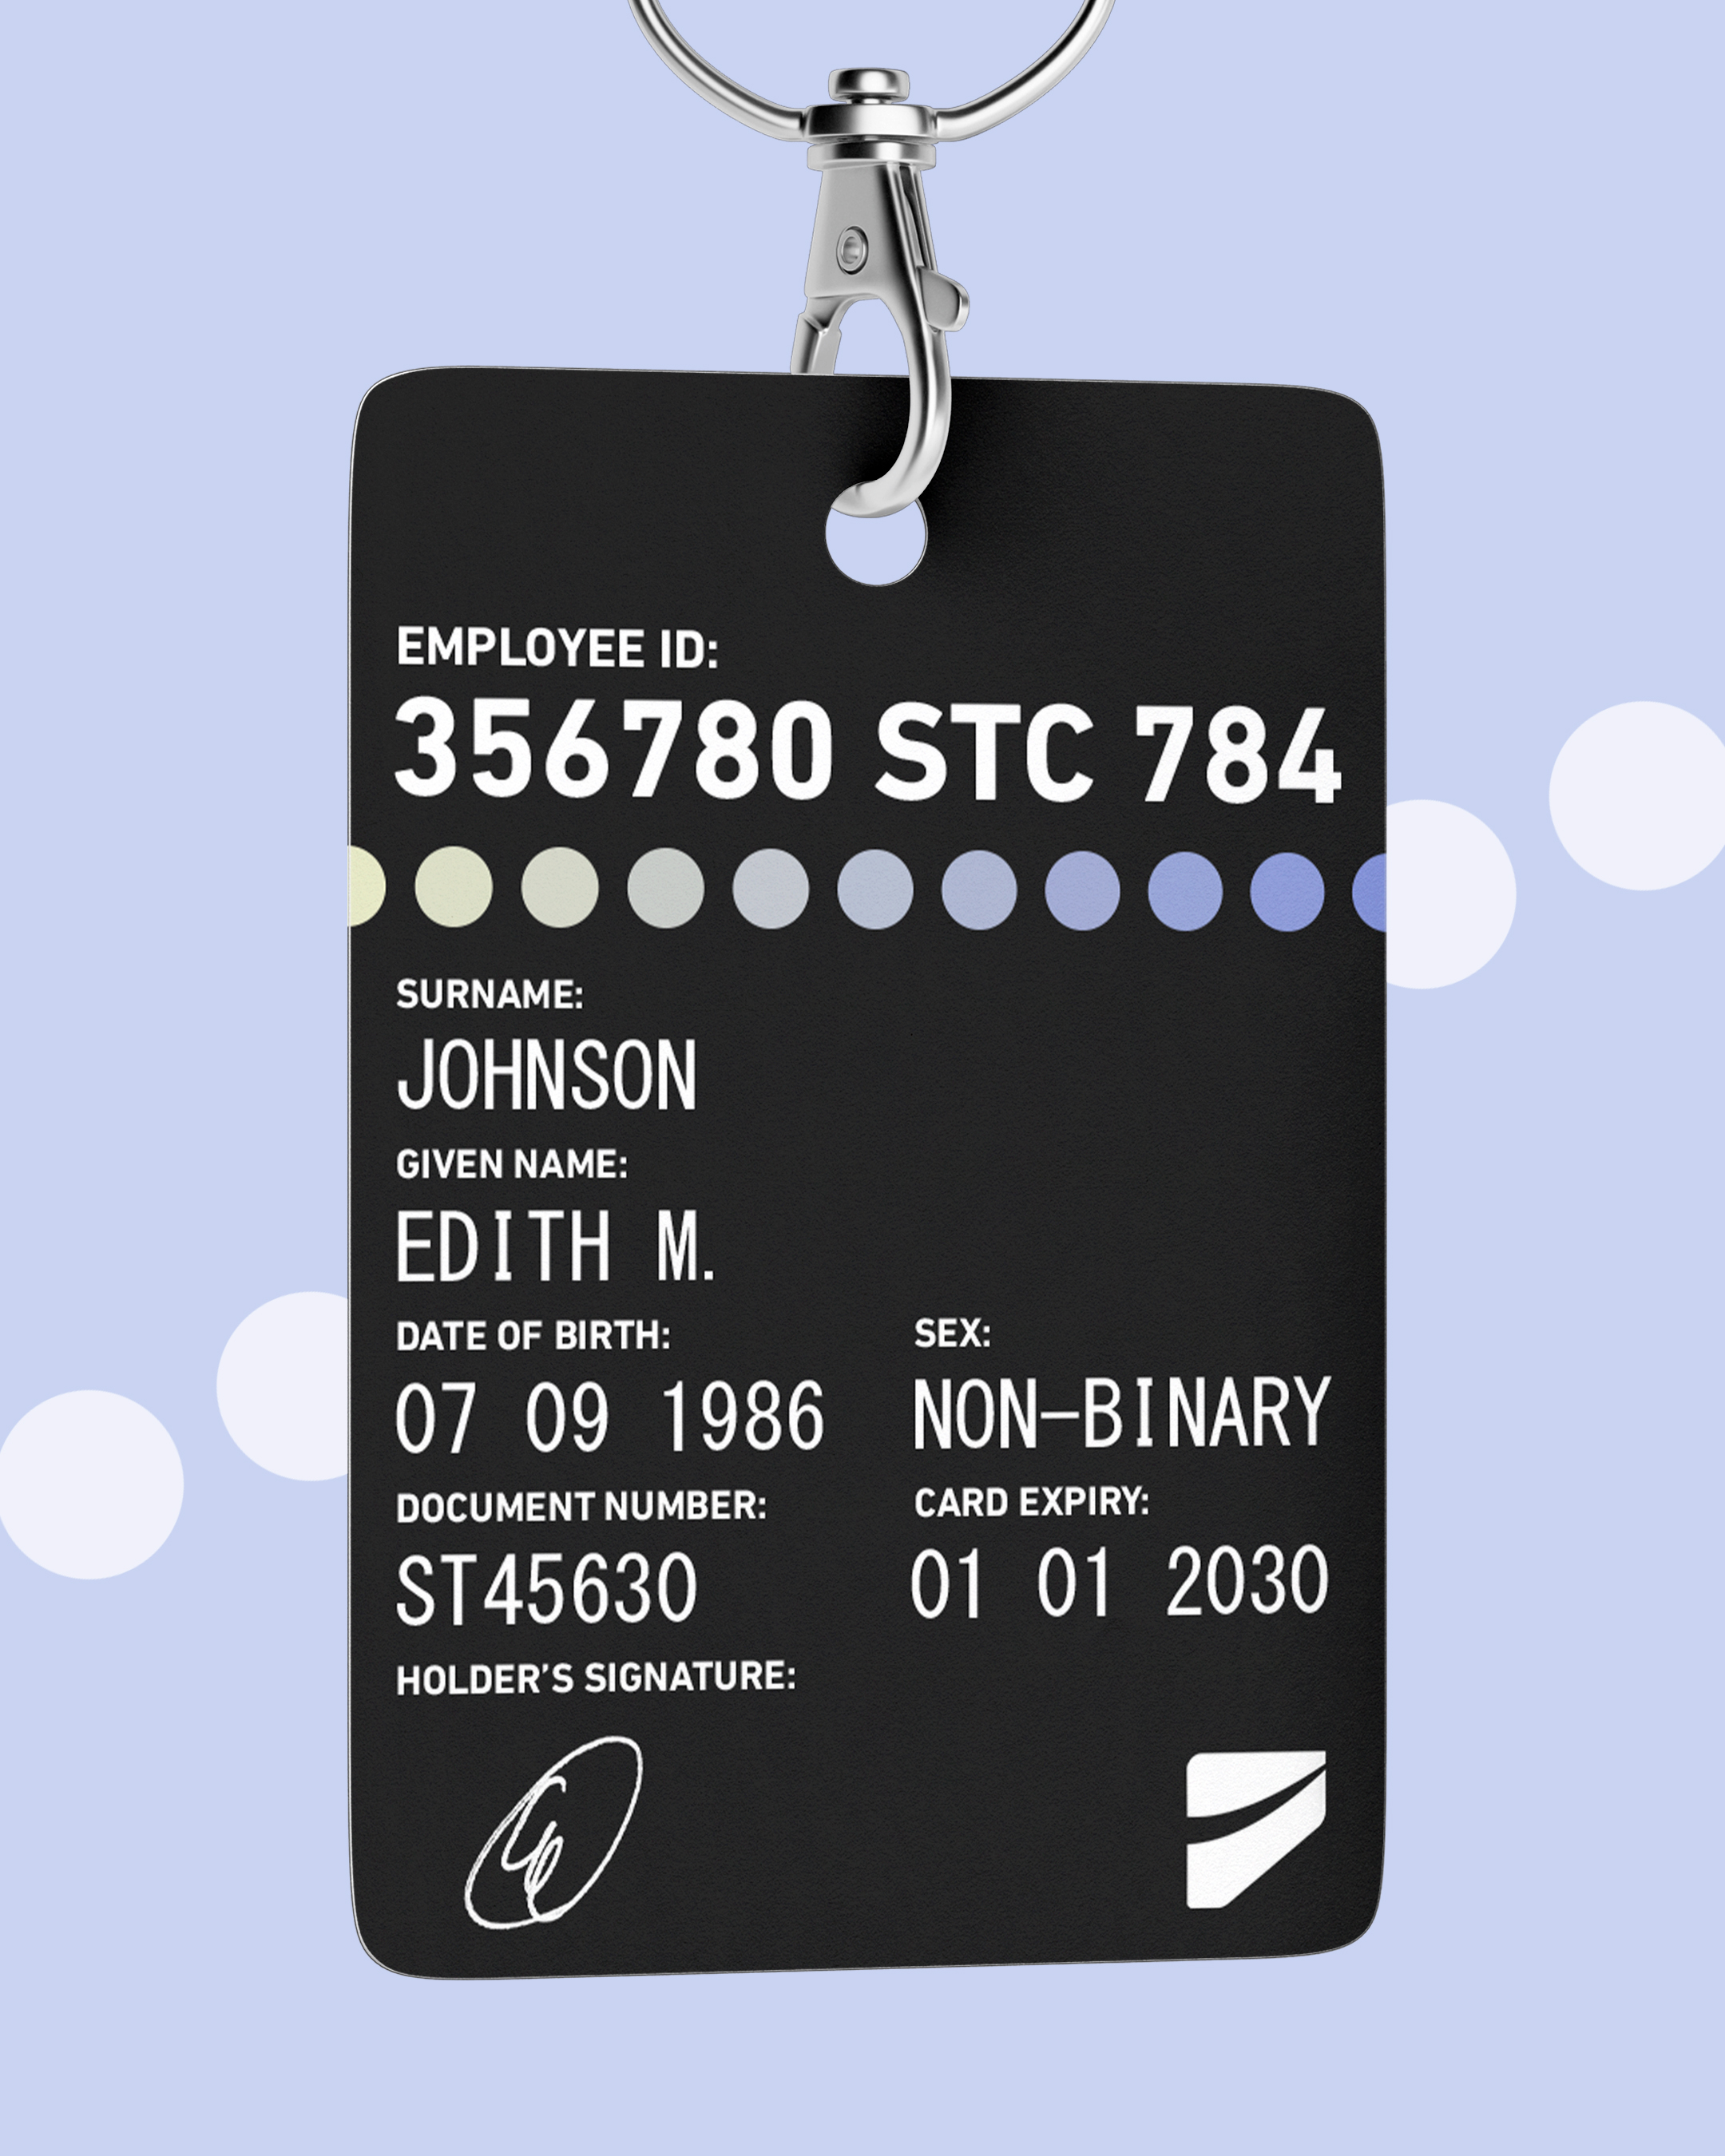 EMPLOYEE ID:
356780 STC 784
SURNAME:
JOHNSON
GIVEN NAME:
EDITH M.
DATE OF BIRTH:
07 09 1986
SEX:
NON-BINARY
DOCUMENT NUMBER:
ST45630
CARD EXPIRY:
01 01 2030
HOLDER’S SIGNATURE: